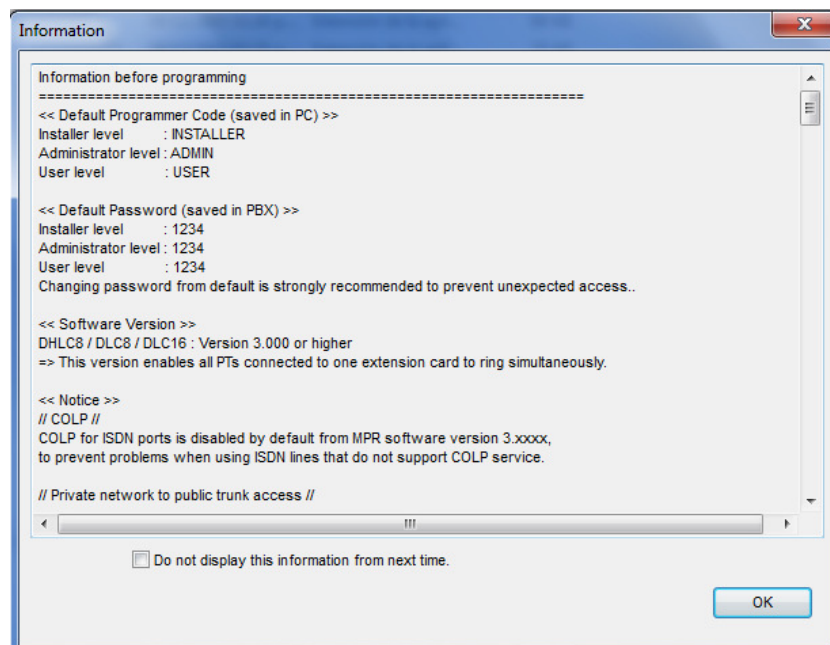 Information
Information before programming
==================================================================
<< Default Programmer Code (saved in PC) >>
Installer level : INSTALLER
Administrator level : ADMIN
User level : USER
<< Default Password (saved in PBX) >>
Installer level : 1234
Administrator level : 1234
User level : 1234
Changing password from default is strongly recommended to prevent unexpected access..
<< Software Version >>
DHLC8 / DLC8 / DLC16 : Version 3.000 or higher
=> This version enables all PTs connected to one extension card to ring simultaneously.
<< Notice >>
// COLP //
COLP for ISDN ports is disabled by default from MPR software version 3.xxxx,
to prevent problems when using ISDN lines that do not support COLP service.
// Private network to public trunk access //
Do not display this information from next time.
OK